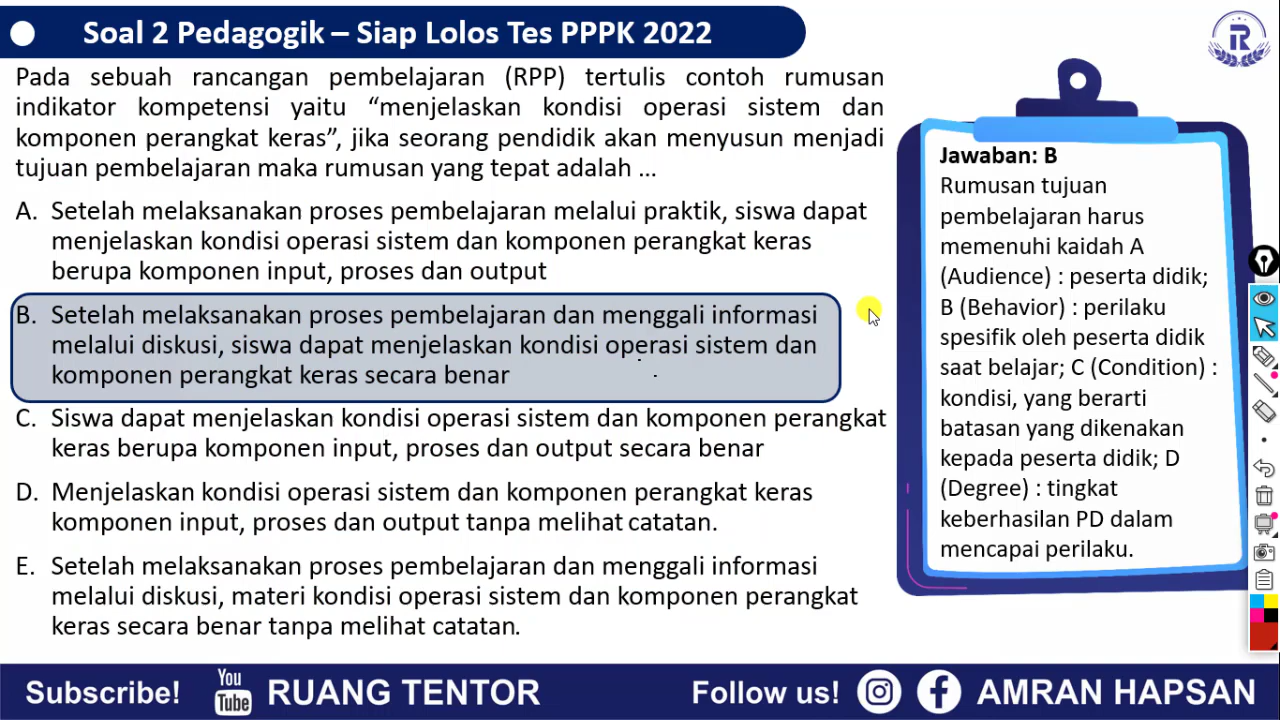 Soal 2 Pedagogik – Siap Lolos Tes PPPK 2022
TR
Pada sebuah rancangan pembelajaran (RPP) tertulis contoh rumusan
indikator kompetensi yaitu “menjelaskan kondisi operasi sistem dan
komponen perangkat keras”, jika seorang pendidik akan menyusun menjadi
tujuan pembelajaran maka rumusan yang tepat adalah ...
A. Setelah melaksanakan proses pembelajaran melalui praktik, siswa dapat
menjelaskan kondisi operasi sistem dan komponen perangkat keras
berupa komponen input, proses dan output
B. Setelah melaksanakan proses pembelajaran dan menggali informasi
melalui diskusi, siswa dapat menjelaskan kondisi operasi sistem dan
komponen perangkat keras secara benar
C. Siswa dapat menjelaskan kondisi operasi sistem dan komponen perangkat
keras berupa komponen input, proses dan output secara benar
D. Menjelaskan kondisi operasi sistem dan komponen perangkat keras
komponen input, proses dan output tanpa melihat catatan.
E. Setelah melaksanakan proses pembelajaran dan menggali informasi
melalui diskusi, materi kondisi operasi sistem dan komponen perangkat
keras secara benar tanpa melihat catatan.
Jawaban: B
Rumusan tujuan
pembelajaran harus
memenuhi kaidah A
(Audience) : peserta didik;
B (Behavior) : perilaku
spesifik oleh peserta didik
saat belajar; C (Condition) :
kondisi, yang berarti
batasan yang dikenakan
kepada peserta didik; D
(Degree) : tingkat
keberhasilan PD dalam
mencapai perilaku.
Subscribe!
You
Tube
RUANG TENTOR
Follow us!
AMRAN HAPSAN